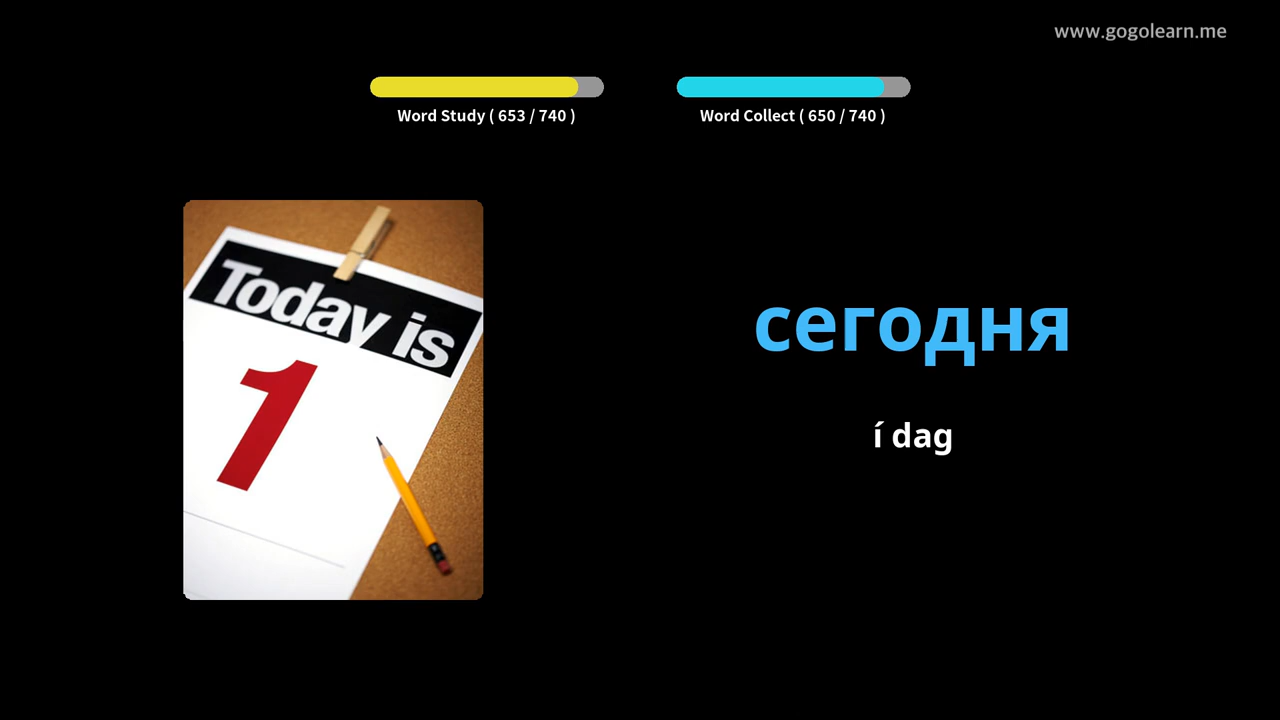 www.gogolearn.me
Word Study ( 653 / 740 )
Word Collect ( 650 / 740 )
Today is
1
сегодня
í dag